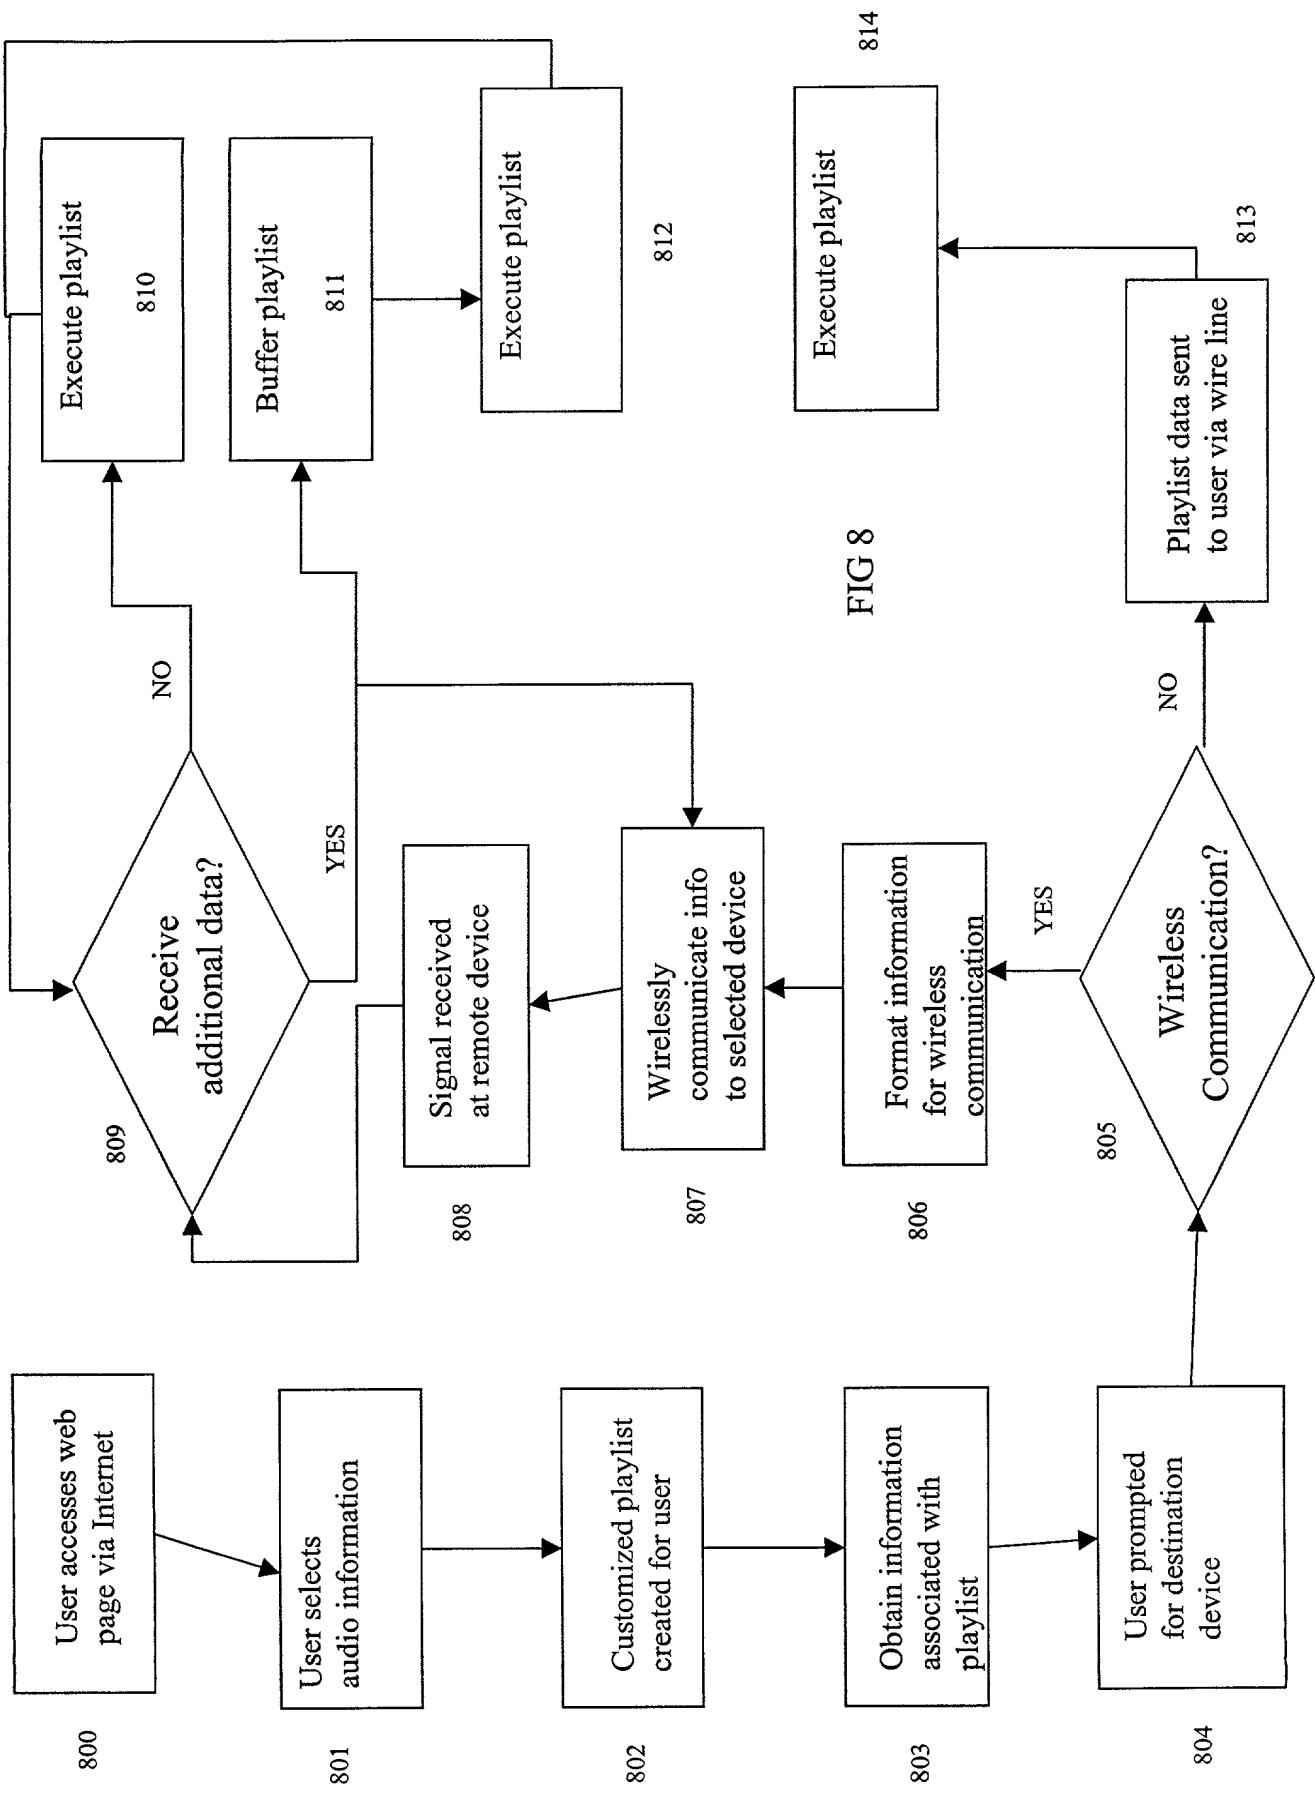 800
User accesses web
page via Internet
801
User selects
audio information
802
Customized playlist
created for user
803
Obtain information
associated with
playlist
804
User prompted
for destination
device
805
Wireless
Communication?
YES
NO
806
Format information
for wireless
communication
807
Wirelessly
communicate info
to selected device
808
Signal received
at remote device
809
Receive
additional data?
NO
YES
Execute playlist
810
Buffer playlist
811
Execute playlist
812
Playlist data sent
to user via wire line
813
Execute playlist
814
FIG 8